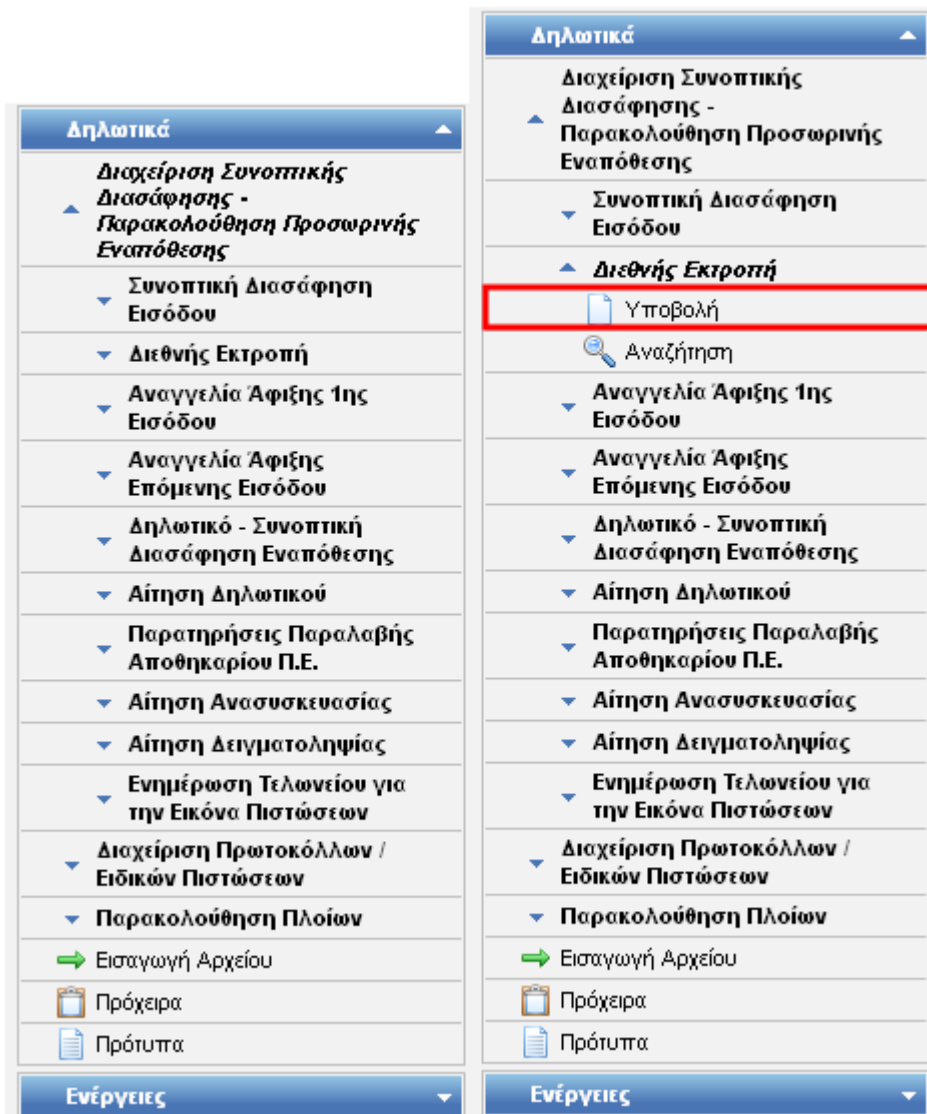 Δηλωτικά
Διαχείριση Συνοπτικής
Διασάφησης -
Παρακολούθηση Προσωρινής
Εναπόθεσης
Συνοπτική Διασάφηση
Εισόδου
Διεθνής Εκτροπή
Αναγγελία Άφιξης 1ης
Εισόδου
Αναγγελία Άφιξης
Επόμενης Εισόδου
Δηλωτικό - Συνοπτική
Διασάφηση Εναπόθεσης
Αίτηση Δηλωτικού
Παρατηρήσεις Παραλαβής
Αποθηκαρίου Π.Ε.
Αίτηση Ανασυσκευασίας
Αίτηση Δειγματοληψίας
Ενημέρωση Τελωνείου για
την Εικόνα Πιστώσεων
Διαχείριση Πρωτοκόλλων /
Ειδικών Πιστώσεων
Παρακολούθηση Πλοίων
Εισαγωγή Αρχείου
Πρόχειρα
Πρότυπα
Ενέργειες
Δηλωτικά
Διαχείριση Συνοπτικής
Διασάφησης -
Παρακολούθηση Προσωρινής
Εναπόθεσης
Συνοπτική Διασάφηση
Εισόδου
Διεθνής Εκτροπή
Υποβολή
Αναζήτηση
Αναγγελία Άφιξης 1ης
Εισόδου
Αναγγελία Άφιξης
Επόμενης Εισόδου
Δηλωτικό - Συνοπτική
Διασάφηση Εναπόθεσης
Αίτηση Δηλωτικού
Παρατηρήσεις Παραλαβής
Αποθηκαρίου Π.Ε.
Αίτηση Ανασυσκευασίας
Αίτηση Δειγματοληψίας
Ενημέρωση Τελωνείου για
την Εικόνα Πιστώσεων
Διαχείριση Πρωτοκόλλων /
Ειδικών Πιστώσεων
Παρακολούθηση Πλοίων
Εισαγωγή Αρχείου
Πρόχειρα
Πρότυπα
Ενέργειες